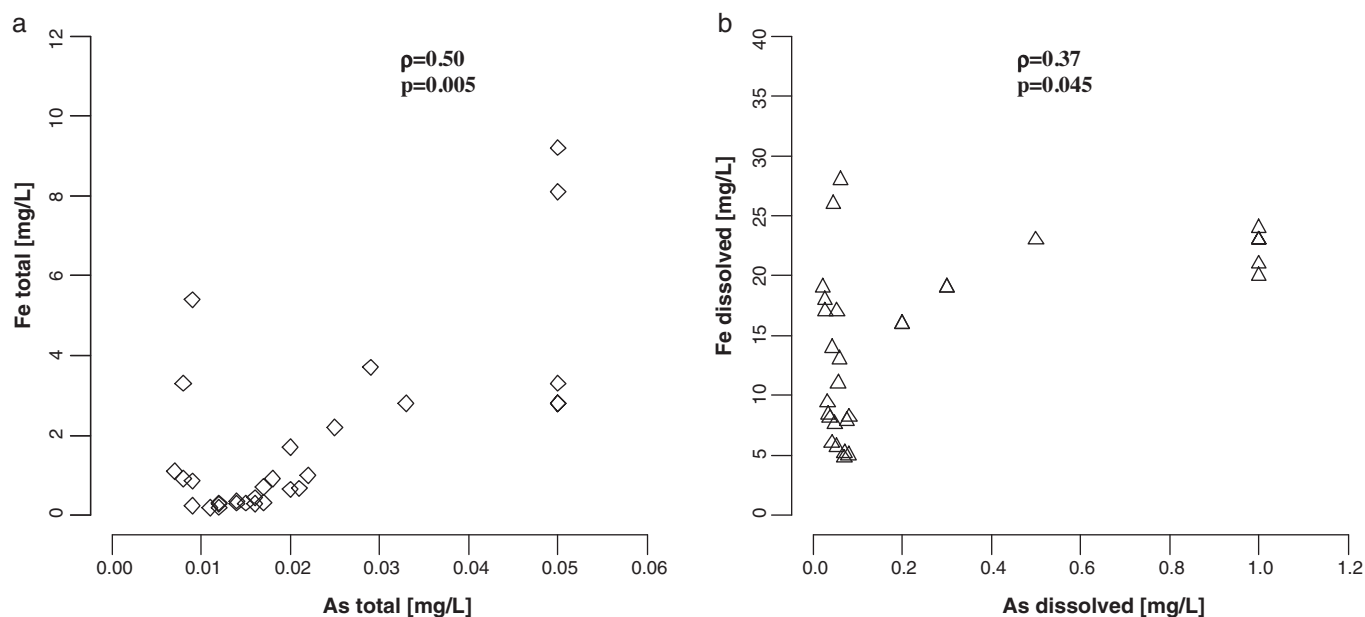 a
ρ=0.50
p=0.005
Fe total [mg/L]
12
10
8
6
4
2
0
0.00 0.01 0.02 0.03 0.04 0.05 0.06
As total [mg/L]
b
ρ=0.37
p=0.045
Fe dissolved [mg/L]
40
35
30
25
20
15
10
5
0
0.0 0.2 0.4 0.6 0.8 1.0 1.2
As dissolved [mg/L]